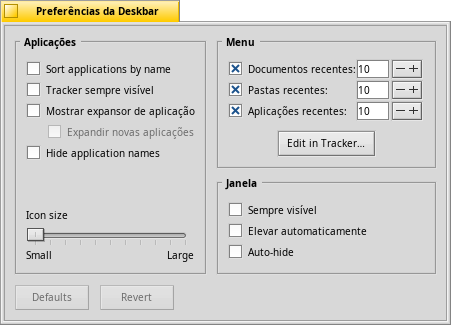 Preferências da Deskbar
Aplicações
Sort applications by name
Tracker sempre visível
Mostrar expansor de aplicação
Expandir novas aplicações
Hide application names
Icon size
Small Large
Menu
Documentos recentes: 10
Pastas recentes: 10
Aplicações recentes: 10
Edit in Tracker...
Janela
Sempre visível
Elevar automaticamente
Auto-hide
Defaults Revert